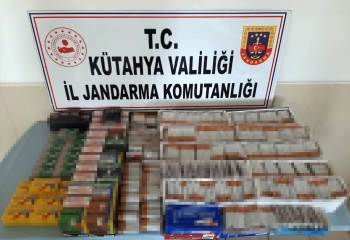 T.C.
KÜTAHYA VALİLİĞİ
İL JANDARMA KOMUTANLIĞI